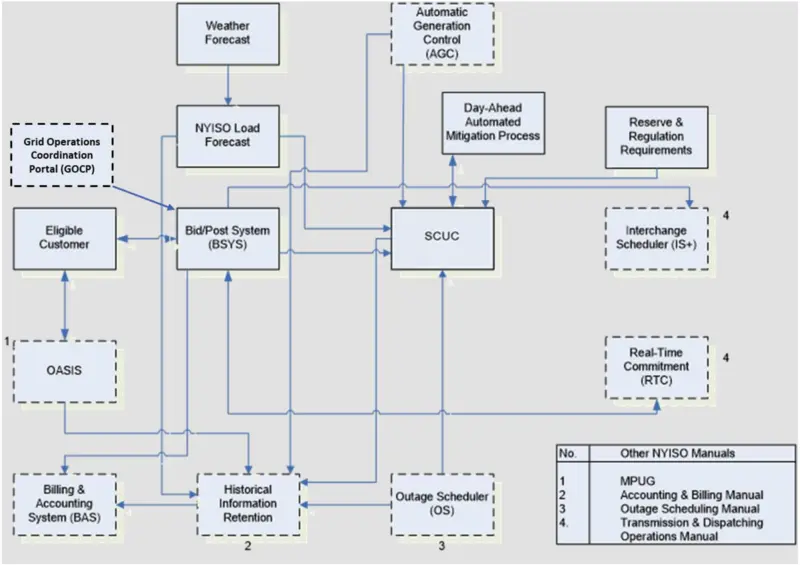 Weather
Forecast
Automatic
Generation
Control
(AGC)
NYISO Load
Forecast
Day-Ahead
Automated
Mitigation Process
Reserve &
Regulation
Requirements
Grid Operations
Coordination
Portal (GOCP)
Eligible
Customer
Bid/Post System
(BSYS)
SCUC
4
Interchange
Scheduler (IS+)
1
OASIS
Real-Time
Commitment
(RTC)
4
Billing &
Accounting
System (BAS)
Historical
Information
Retention
2
Outage Scheduler
(OS)
3
No. Other NYISO Manuals
1 MPUG
2 Accounting & Billing Manual
3 Outage Scheduling Manual
4. Transmission & Dispatching
Operations Manual